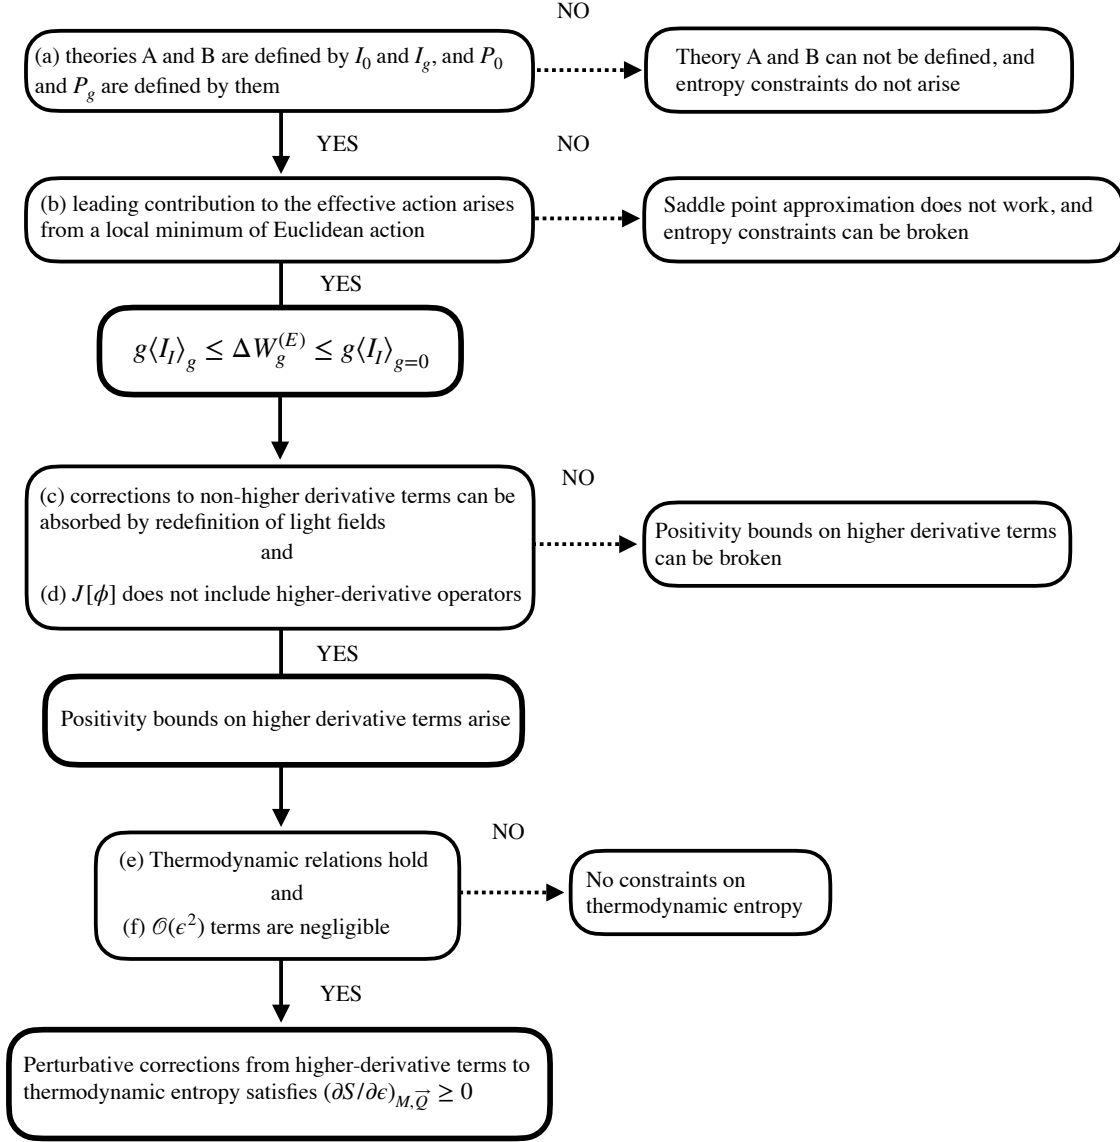 NO
(a) theories A and B are defined by I₀ and I_g, and P₀
and P_g are defined by them
Theory A and B can not be defined, and
entropy constraints do not arise
YES
NO
(b) leading contribution to the effective action arises
from a local minimum of Euclidean action
Saddle point approximation does not work, and
entropy constraints can be broken
YES
g⟨I_I⟩_g ≤ ΔW_g^(E) ≤ g⟨I_I⟩_{g=0}
NO
(c) corrections to non-higher derivative terms can be
absorbed by redefinition of light fields
and
(d) J[ϕ] does not include higher-derivative operators
Positivity bounds on higher derivative terms
can be broken
YES
Positivity bounds on higher derivative terms arise
NO
(e) Thermodynamic relations hold
and
(f) 𝒪(ϵ²) terms are negligible
No constraints on
thermodynamic entropy
YES
Perturbative corrections from higher-derivative terms to
thermodynamic entropy satisfies (∂S/∂ϵ)_{M,Q⃗} ≥ 0